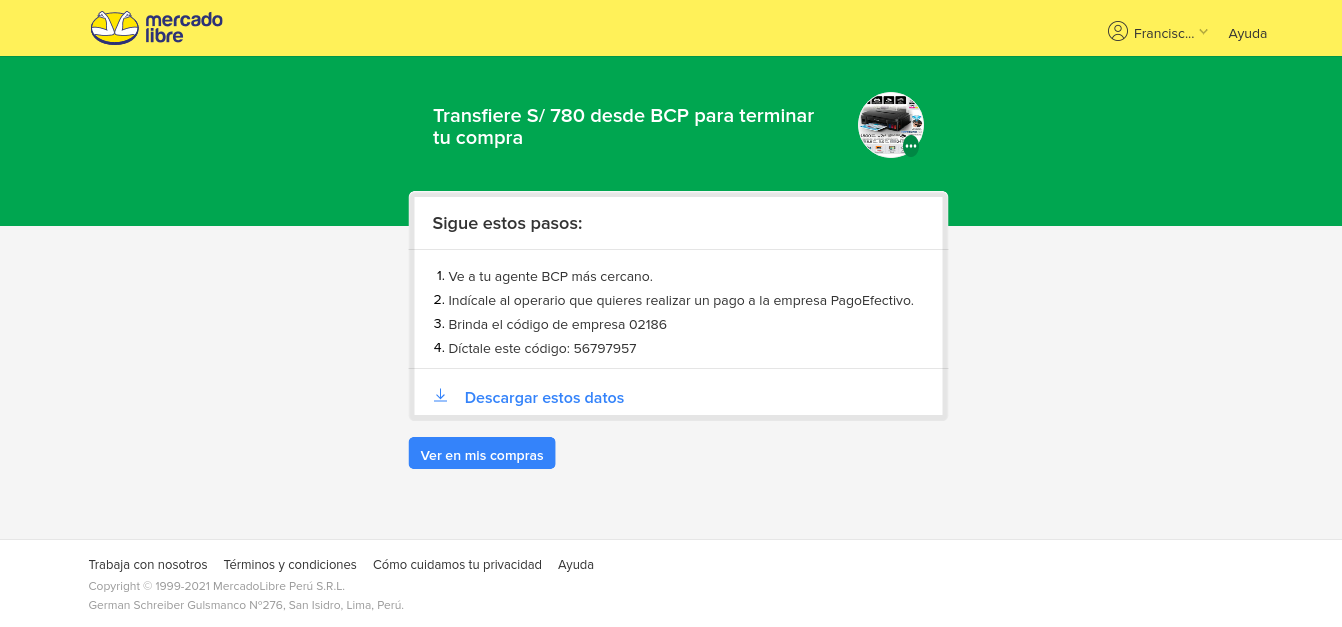 mercado
libre
Francisc... Ayuda
Transfiere S/ 780 desde BCP para terminar
tu compra
Sigue estos pasos:
1. Ve a tu agente BCP más cercano.
2. Indícale al operario que quieres realizar un pago a la empresa PagoEfectivo.
3. Brinda el código de empresa 02186
4. Díctale este código: 56797957
Descargar estos datos
Ver en mis compras
Trabaja con nosotros Términos y condiciones Cómo cuidamos tu privacidad Ayuda
Copyright © 1999-2021 MercadoLibre Perú S.R.L.
German Schreiber Gulsmanco Nº276, San Isidro, Lima, Perú.